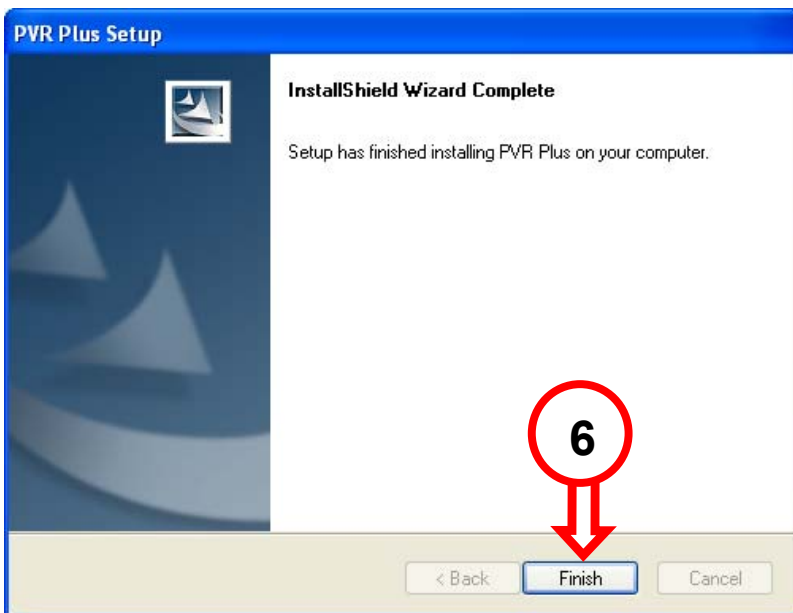 PVR Plus Setup
InstallShield Wizard Complete
Setup has finished installing PVR Plus on your computer.
6
< Back
Finish
Cancel